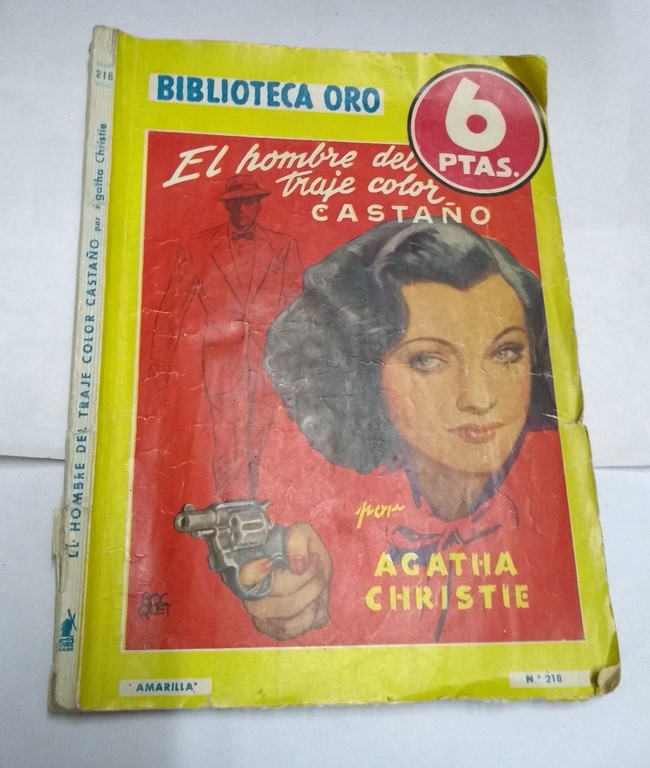 BIBLIOTECA ORO
6
PTAS.
El hombre del
traje color
CASTAÑO
por
AGATHA
CHRISTIE
"AMARILLA"
N.º 218
218
EL HOMBRE DEL TRAJE COLOR CASTAÑO por Agatha Christie